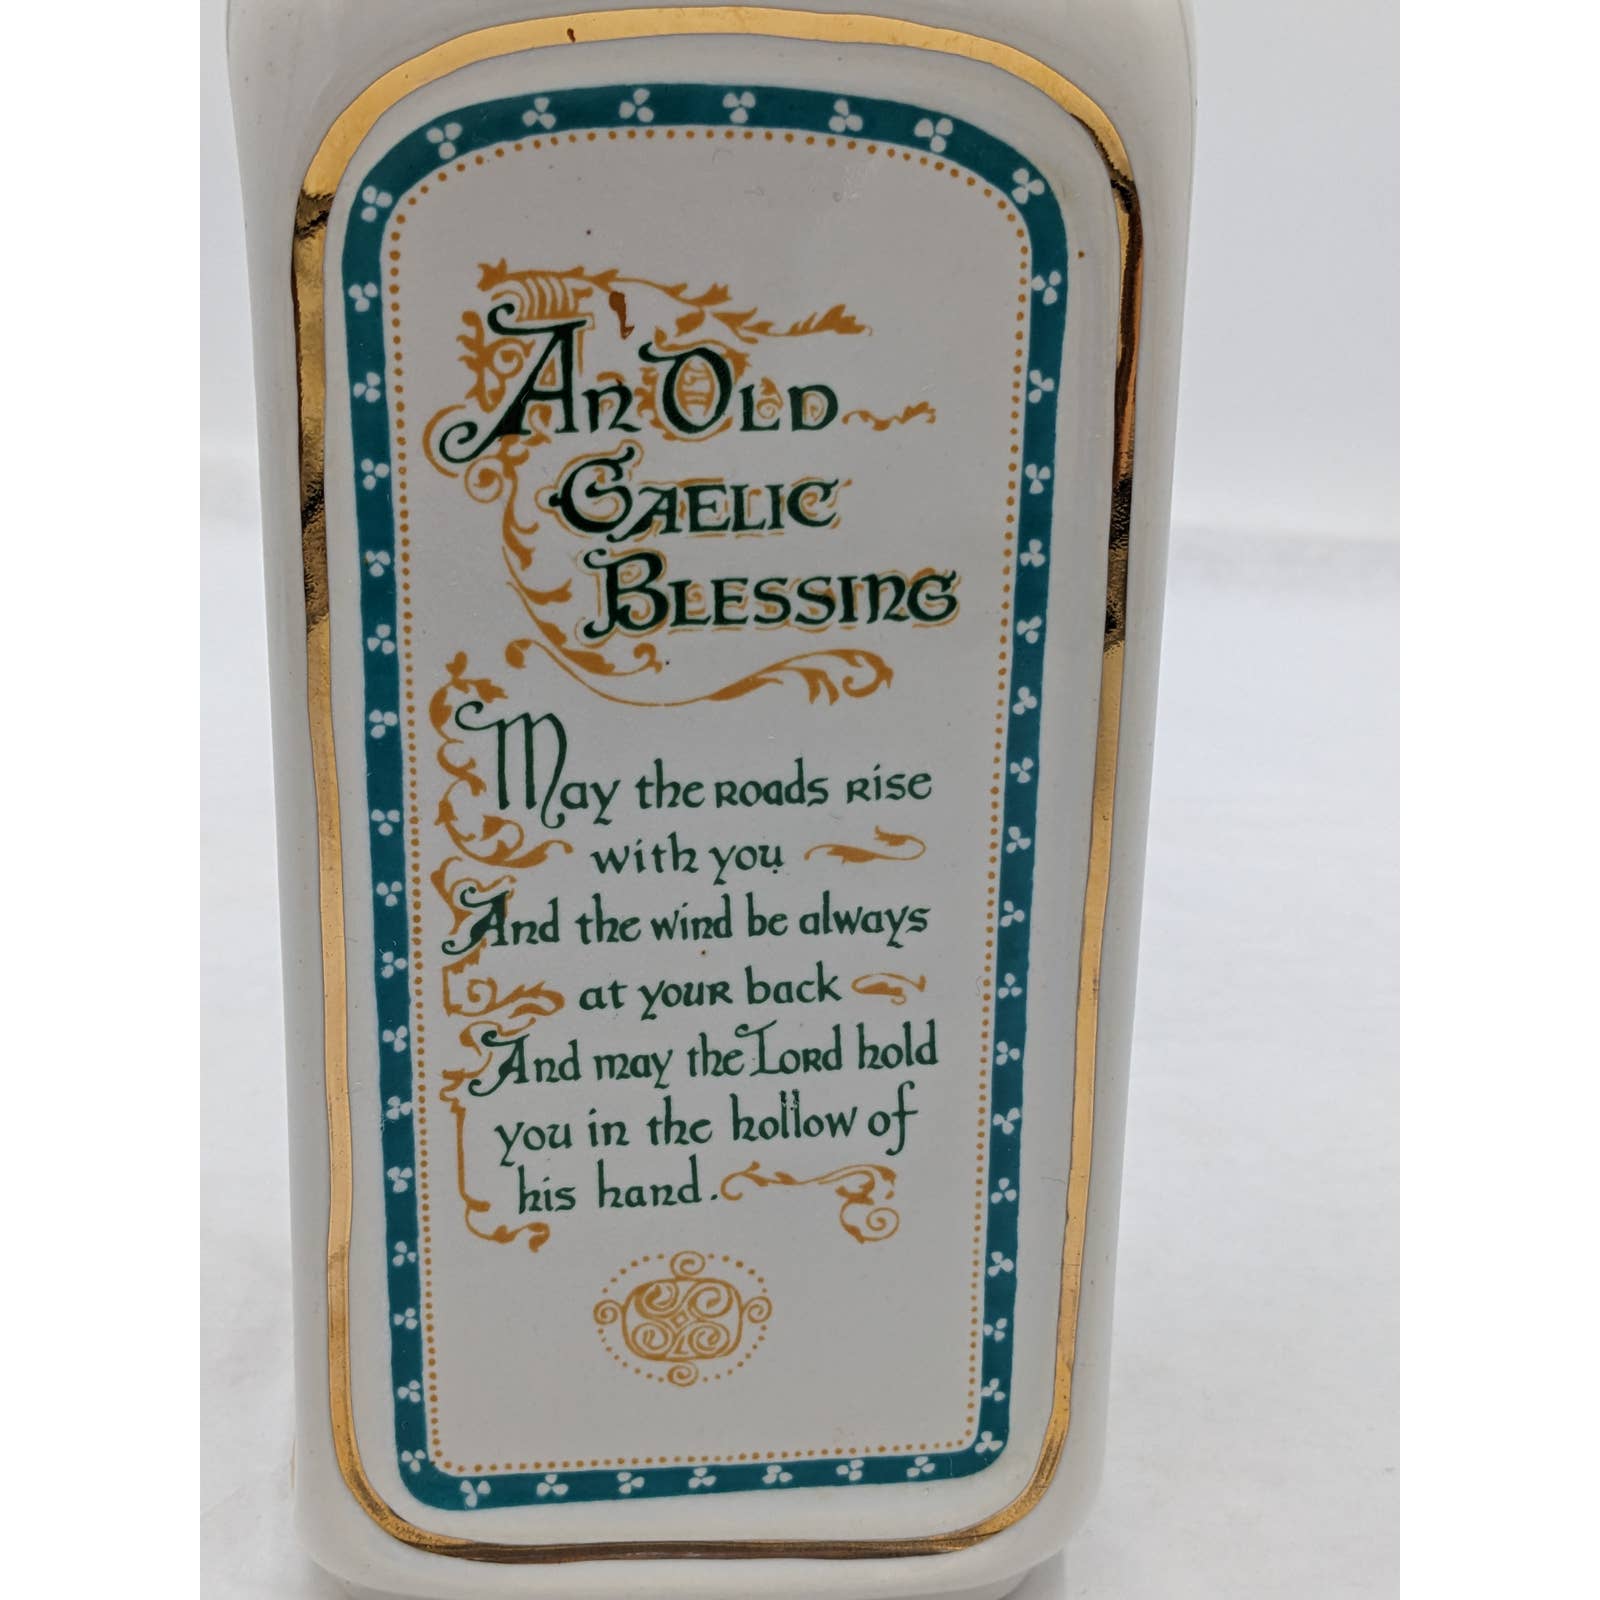 An Old
Gaelic
Blessing
May the roads rise
with you
And the wind be always
at your back
And may the Lord hold
you in the hollow of
his hand.